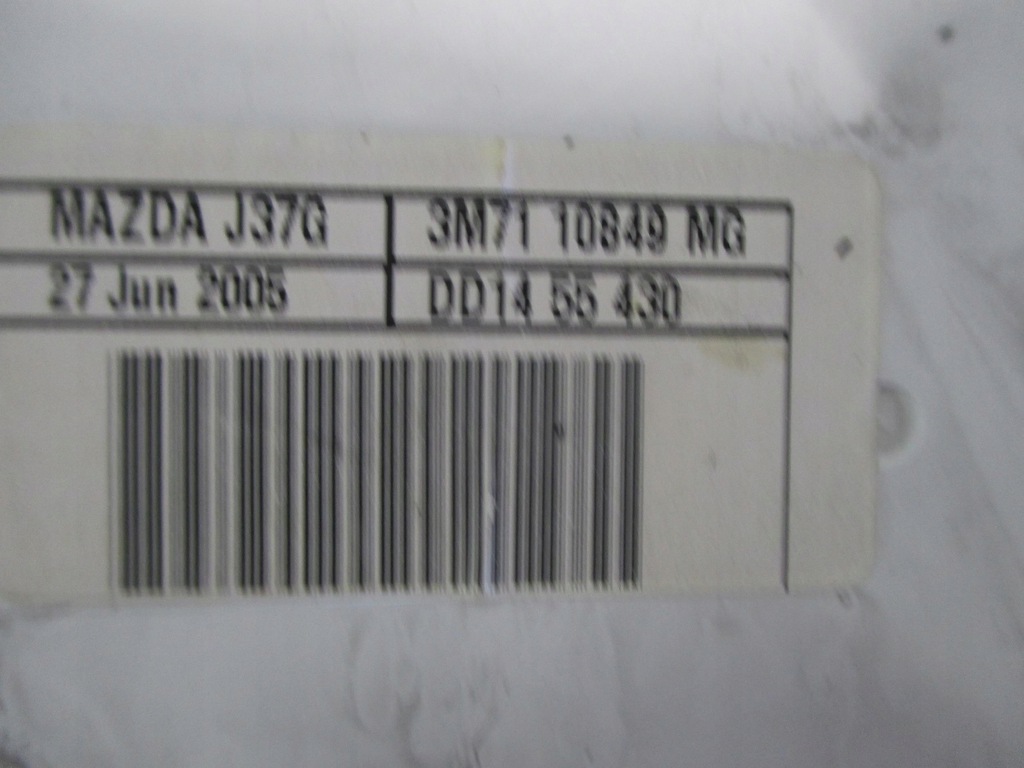 MAZDA J37G 3M71 10849 MG
27 Jun 2005 DD14 55 430